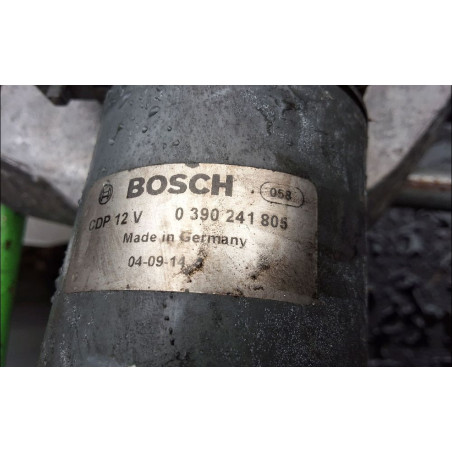 BOSCH 058
CDP 12 V 0 390 241 805
Made in Germany
04-09-14